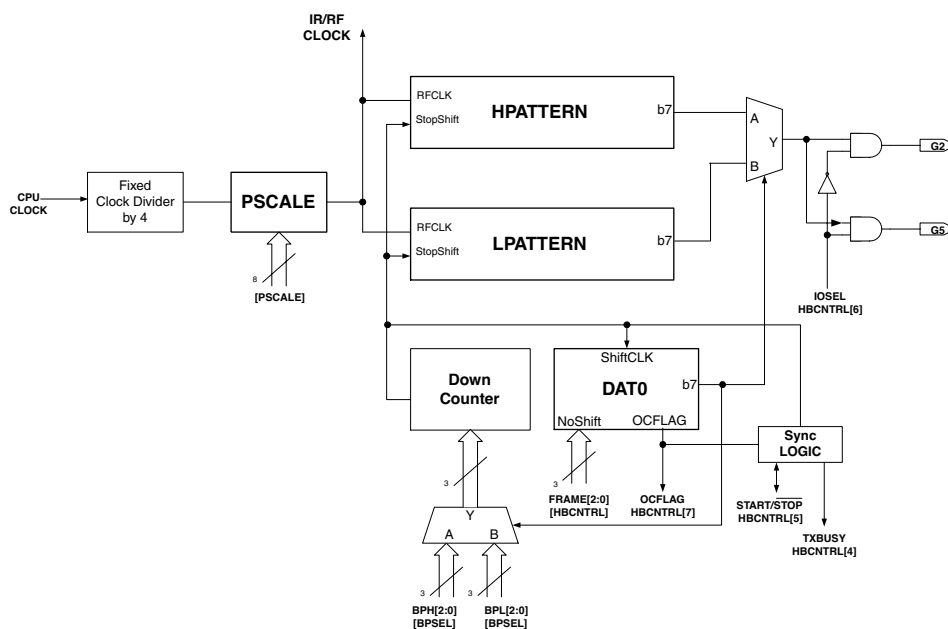 IR/RF
CLOCK
RFCLK
HPATTERN
b7
StopShift
A
Y
B
G2
CPU
CLOCK
Fixed
Clock Divider
by 4
PSCALE
RFCLK
LPATTERN
b7
StopShift
G5
8
[PSCALE]
IOSEL
HBCNTRL[6]
ShiftCLK
Down
Counter
DAT0
b7
NoShift
OCFLAG
Sync
LOGIC
3
3
FRAME[2:0]
[HBCNTRL]
OCFLAG
HBCNTRL[7]
START/STOP
HBCNTRL[5]
TXBUSY
HBCNTRL[4]
Y
A
B
3
3
BPH[2:0]
[BPSEL]
BPL[2:0]
[BPSEL]